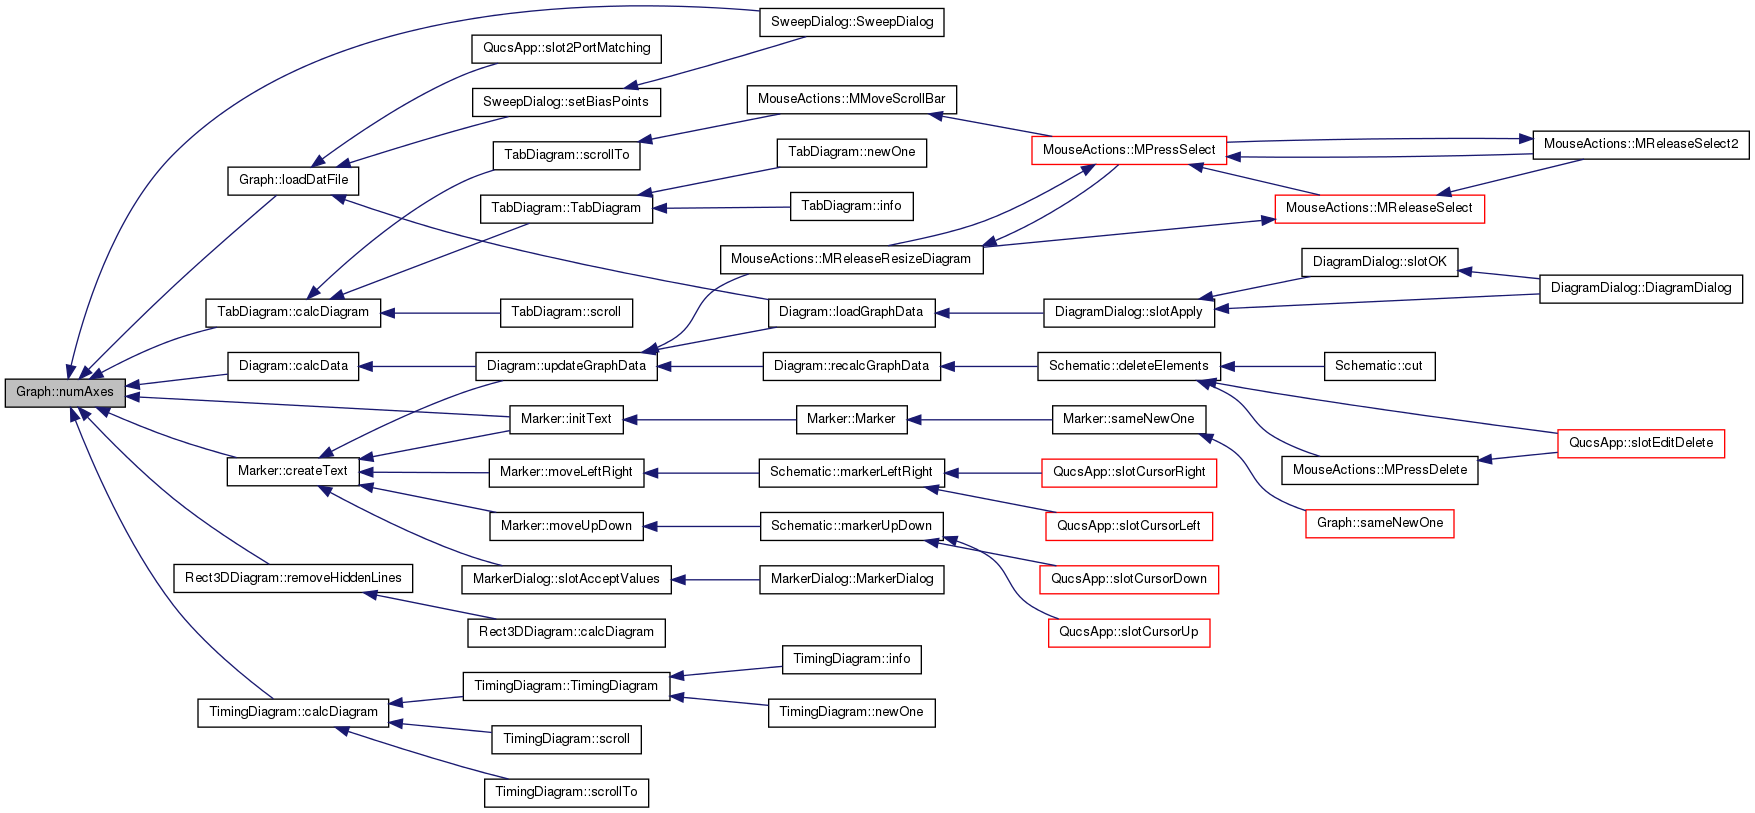 SweepDialog::SweepDialog
QucsApp::slot2PortMatching
SweepDialog::setBiasPoints
MouseActions::MMoveScrollBar
MouseActions::MPressSelect
MouseActions::MReleaseSelect2
TabDiagram::scrollTo
TabDiagram::newOne
Graph::loadDatFile
TabDiagram::TabDiagram
TabDiagram::info
MouseActions::MReleaseSelect
MouseActions::MReleaseResizeDiagram
DiagramDialog::slotOK
DiagramDialog::DiagramDialog
TabDiagram::calcDiagram
TabDiagram::scroll
Diagram::loadGraphData
DiagramDialog::slotApply
Diagram::calcData
Diagram::updateGraphData
Diagram::recalcGraphData
Schematic::deleteElements
Schematic::cut
Graph::numAxes
Marker::initText
Marker::Marker
Marker::sameNewOne
QucsApp::slotEditDelete
Marker::createText
Marker::moveLeftRight
Schematic::markerLeftRight
QucsApp::slotCursorRight
MouseActions::MPressDelete
Marker::moveUpDown
Schematic::markerUpDown
QucsApp::slotCursorLeft
Graph::sameNewOne
Rect3DDiagram::removeHiddenLines
MarkerDialog::slotAcceptValues
MarkerDialog::MarkerDialog
QucsApp::slotCursorDown
Rect3DDiagram::calcDiagram
QucsApp::slotCursorUp
TimingDiagram::info
TimingDiagram::TimingDiagram
TimingDiagram::calcDiagram
TimingDiagram::newOne
TimingDiagram::scroll
TimingDiagram::scrollTo